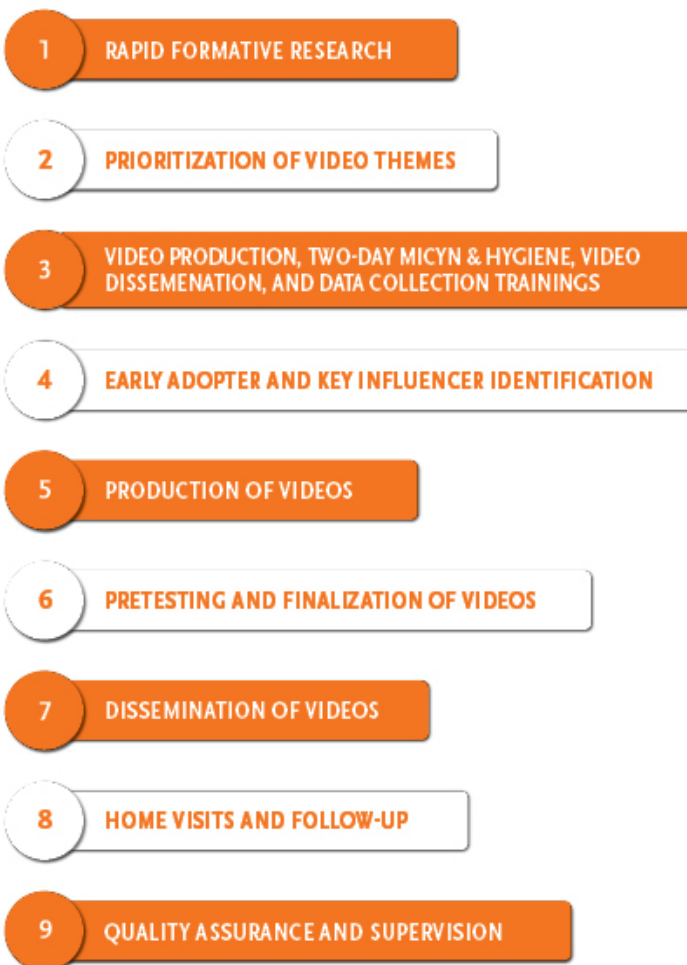 1
RAPID FORMATIVE RESEARCH
2
PRIORITIZATION OF VIDEO THEMES
3
VIDEO PRODUCTION, TWO-DAY MICYN & HYGIENE, VIDEO
DISSEMENATION, AND DATA COLLECTION TRAININGS
4
EARLY ADOPTER AND KEY INFLUENCER IDENTIFICATION
5
PRODUCTION OF VIDEOS
6
PRETESTING AND FINALIZATION OF VIDEOS
7
DISSEMINATION OF VIDEOS
8
HOME VISITS AND FOLLOW-UP
9
QUALITY ASSURANCE AND SUPERVISION